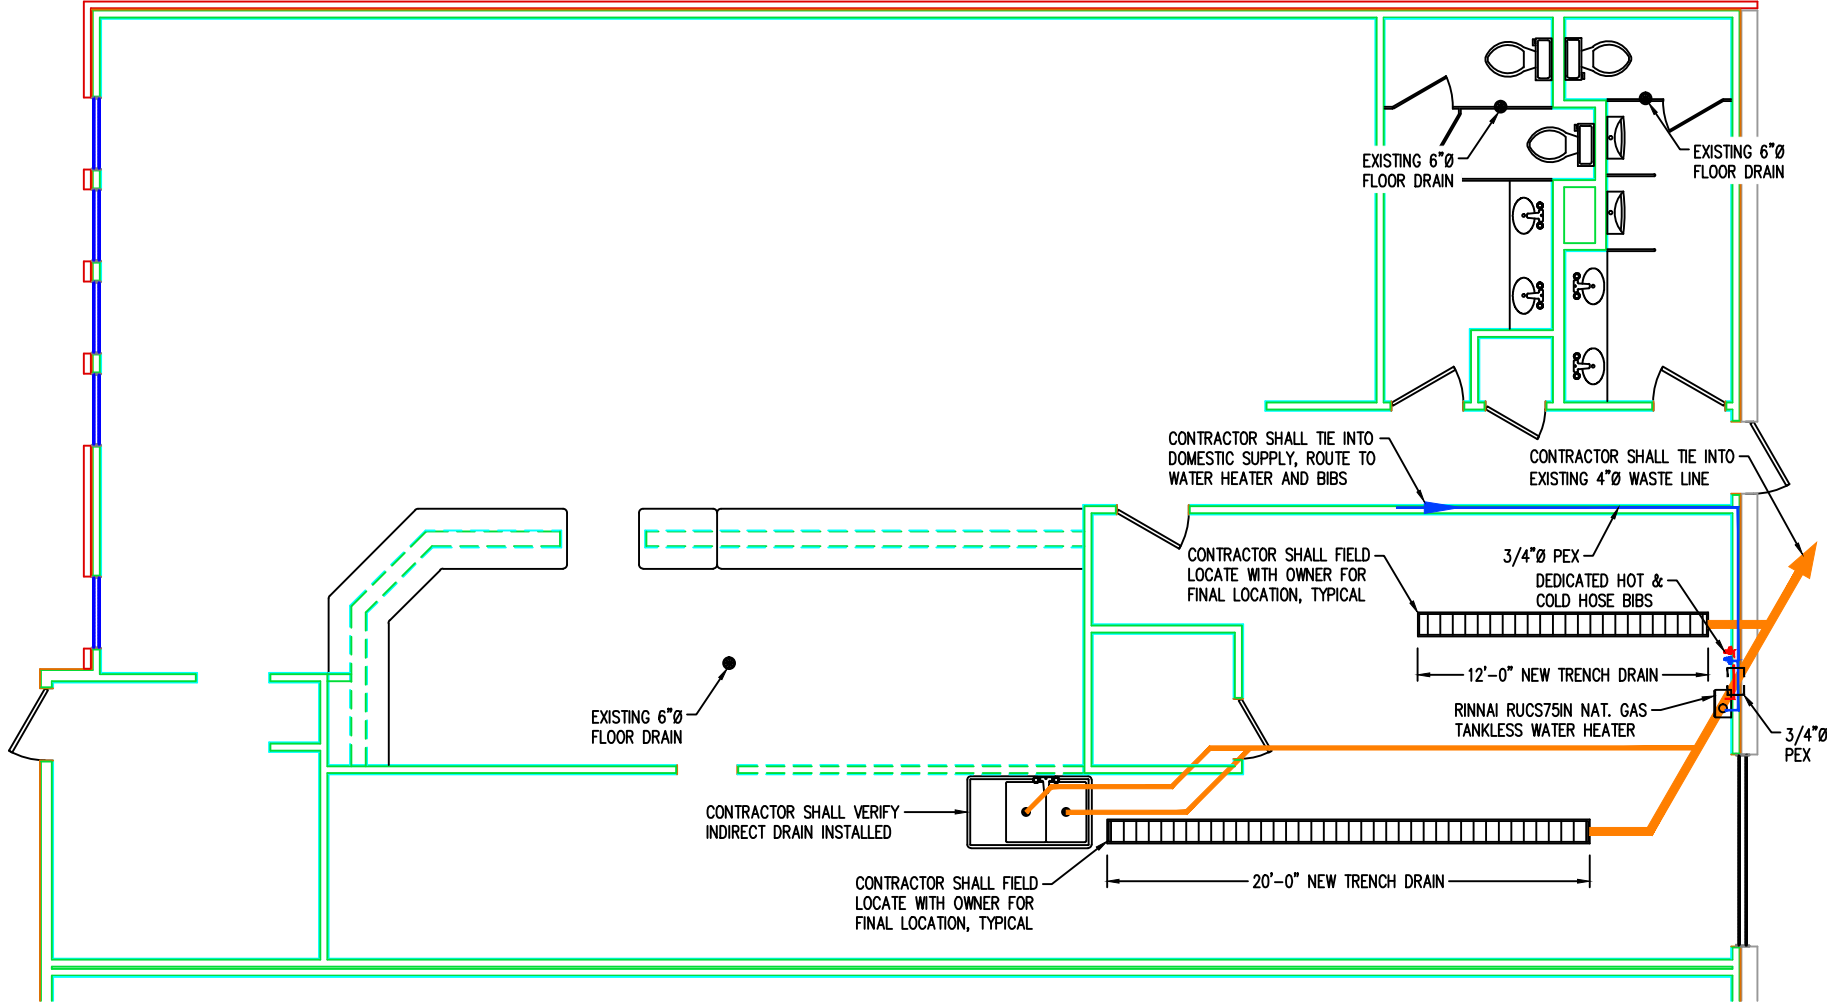 EXISTING 6"Ø
FLOOR DRAIN
EXISTING 6"Ø
FLOOR DRAIN
CONTRACTOR SHALL TIE INTO
DOMESTIC SUPPLY, ROUTE TO
WATER HEATER AND BIBS
CONTRACTOR SHALL TIE INTO
EXISTING 4"Ø WASTE LINE
CONTRACTOR SHALL FIELD
LOCATE WITH OWNER FOR
FINAL LOCATION, TYPICAL
3/4"Ø PEX
DEDICATED HOT &
COLD HOSE BIBS
12'-0" NEW TRENCH DRAIN
EXISTING 6"Ø
FLOOR DRAIN
RINNAI RUCS75IN NAT. GAS
TANKLESS WATER HEATER
3/4"Ø
PEX
CONTRACTOR SHALL VERIFY
INDIRECT DRAIN INSTALLED
CONTRACTOR SHALL FIELD
LOCATE WITH OWNER FOR
FINAL LOCATION, TYPICAL
20'-0" NEW TRENCH DRAIN